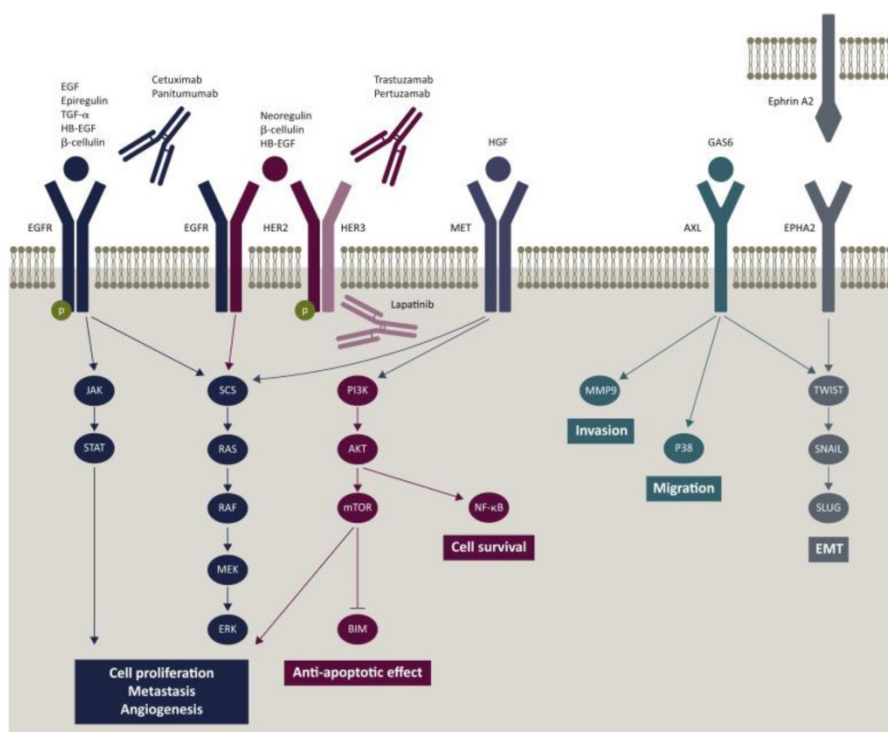 EGF
Epiregulin
TGF-α
HB-EGF
β-cellulin
Cetuximab
Panitumumab
Neoregulin
β-cellulin
HB-EGF
Trastuzamab
Pertuzamab
HGF
GAS6
Ephrin A2
EGFR
EGFR
HER2
HER3
MET
AXL
EPHA2
P
P
Lapatinib
JAK
SCS
PI3K
MMP9
TWIST
Invasion
STAT
RAS
AKT
P38
SNAIL
Migration
RAF
mTOR
NF-κB
SLUG
Cell survival
EMT
MEK
ERK
BIM
Cell proliferation
Metastasis
Angiogenesis
Anti-apoptotic effect